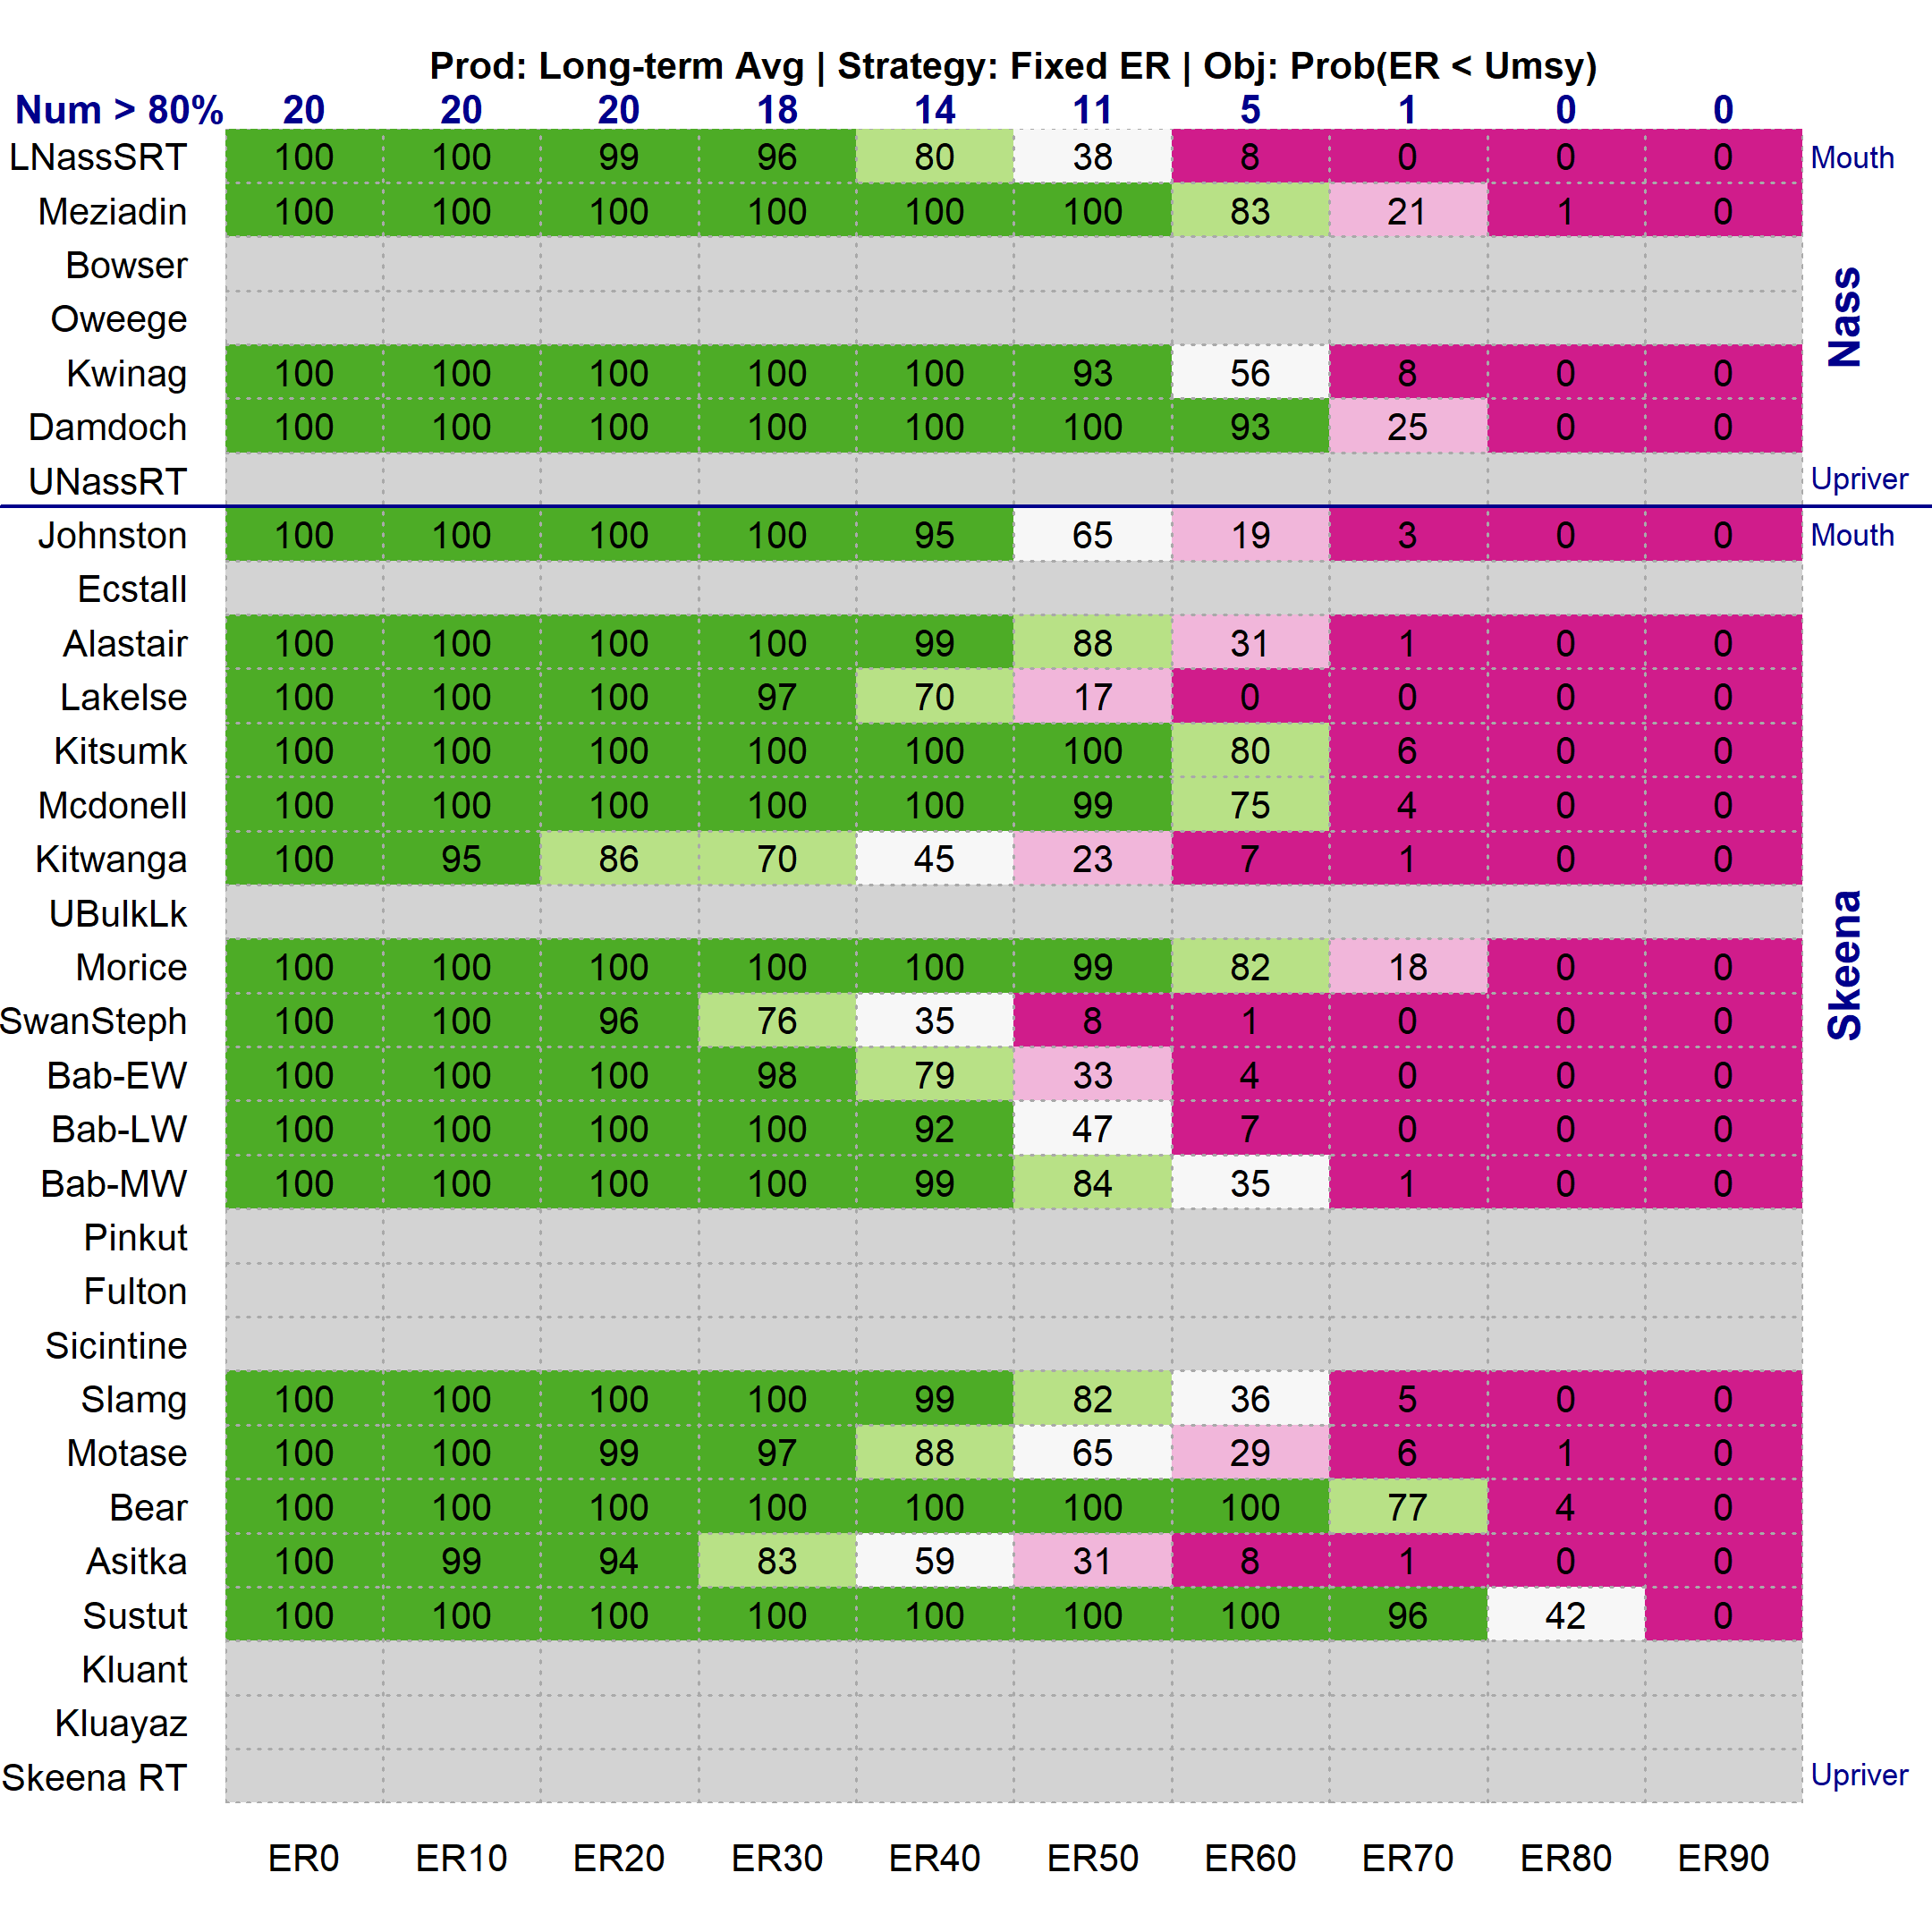 Prod: Long-term Avg | Strategy: Fixed ER | Obj: Prob(ER < Umsy)
Num > 80% 20 20 20 18 14 11 5 1 0 0
LNassSRT 100 100 99 96 80 38 8 0 0 0 Mouth
Meziadin 100 100 100 100 100 100 83 21 1 0
Bowser
Oweege
Nass
Kwinag 100 100 100 100 100 93 56 8 0 0
Damdoch 100 100 100 100 100 100 93 25 0 0
UNassRT Upriver
Johnston 100 100 100 100 95 65 19 3 0 0 Mouth
Ecstall
Alastair 100 100 100 100 99 88 31 1 0 0
Lakelse 100 100 100 97 70 17 0 0 0 0
Kitsumk 100 100 100 100 100 100 80 6 0 0
Mcdonell 100 100 100 100 100 99 75 4 0 0
Kitwanga 100 95 86 70 45 23 7 1 0 0
UBulkLk
Skeena
Morice 100 100 100 100 100 99 82 18 0 0
SwanSteph 100 100 96 76 35 8 1 0 0 0
Bab-EW 100 100 100 98 79 33 4 0 0 0
Bab-LW 100 100 100 100 92 47 7 0 0 0
Bab-MW 100 100 100 100 99 84 35 1 0 0
Pinkut
Fulton
Sicintine
Slamg 100 100 100 100 99 82 36 5 0 0
Motase 100 100 99 97 88 65 29 6 1 0
Bear 100 100 100 100 100 100 100 77 4 0
Asitka 100 99 94 83 59 31 8 1 0 0
Sustut 100 100 100 100 100 100 100 96 42 0
Kluant
Kluayaz
Skeena RT Upriver
ER0 ER10 ER20 ER30 ER40 ER50 ER60 ER70 ER80 ER90